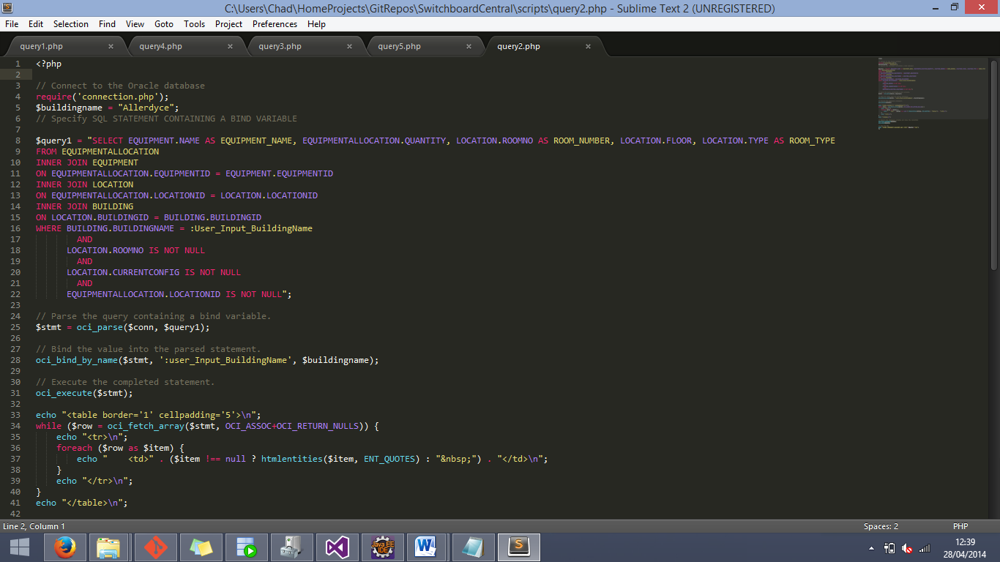 C:\Users\Chad\HomeProjects\GitRepos\SwitchboardCentral\scripts\query2.php - Sublime Text 2 (UNREGISTERED)
File Edit Selection Find View Goto Tools Project Preferences Help
query1.php × query4.php × query3.php × query5.php × query2.php ×
1 <?php
2
3 // Connect to the Oracle database
4 require('connection.php');
5 $buildingname = "Allerdyce";
6 // Specify SQL STATEMENT CONTAINING A BIND VARIABLE
7
8 $query1 = "SELECT EQUIPMENT.NAME AS EQUIPMENT_NAME, EQUIPMENTALLOCATION.QUANTITY, LOCATION.ROOMNO AS ROOM_NUMBER, LOCATION.FLOOR, LOCATION.TYPE AS ROOM_TYPE
9 FROM EQUIPMENTALLOCATION
10 INNER JOIN EQUIPMENT
11 ON EQUIPMENTALLOCATION.EQUIPMENTID = EQUIPMENT.EQUIPMENTID
12 INNER JOIN LOCATION
13 ON EQUIPMENTALLOCATION.LOCATIONID = LOCATION.LOCATIONID
14 INNER JOIN BUILDING
15 ON LOCATION.BUILDINGID = BUILDING.BUILDINGID
16 WHERE BUILDING.BUILDINGNAME = :User_Input_BuildingName
17 AND
18 LOCATION.ROOMNO IS NOT NULL
19 AND
20 LOCATION.CURRENTCONFIG IS NOT NULL
21 AND
22 EQUIPMENTALLOCATION.LOCATIONID IS NOT NULL";
23
24 // Parse the query containing a bind variable.
25 $stmt = oci_parse($conn, $query1);
26
27 // Bind the value into the parsed statement.
28 oci_bind_by_name($stmt, ':user_Input_BuildingName', $buildingname);
29
30 // Execute the completed statement.
31 oci_execute($stmt);
32
33 echo "<table border='1' cellpadding='5'>\n";
34 while ($row = oci_fetch_array($stmt, OCI_ASSOC+OCI_RETURN_NULLS)) {
35 echo "<tr>\n";
36 foreach ($row as $item) {
37 echo "    <td>" . ($item !== null ? htmlentities($item, ENT_QUOTES) : "&nbsp;") . "</td>\n";
38 }
39 echo "</tr>\n";
40 }
41 echo "</table>\n";
42
Line 2, Column 1 Spaces: 2 PHP
Java EE
IDE
12:39
28/04/2014